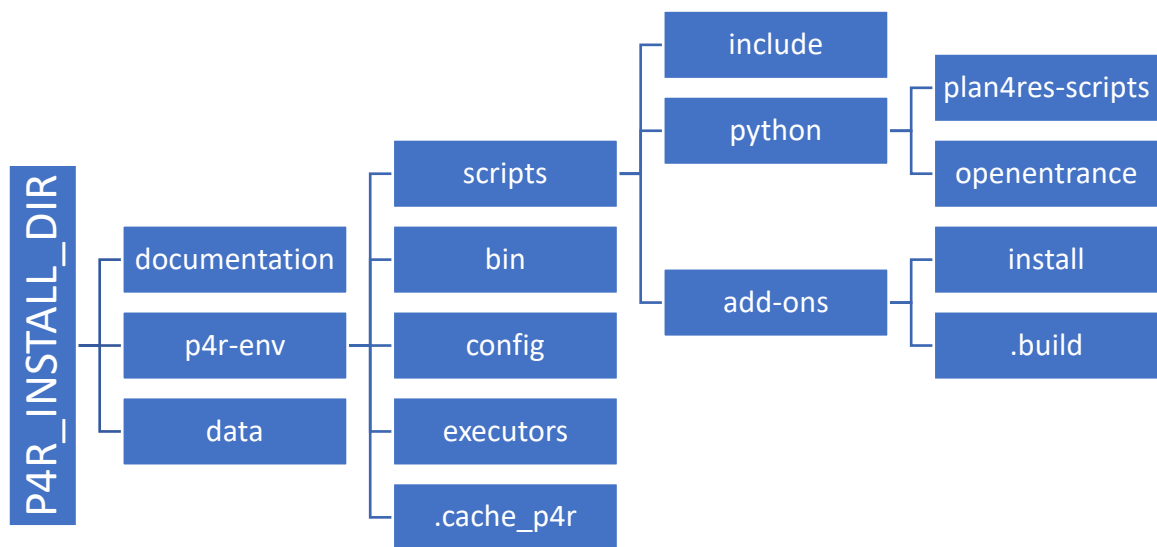 P4R_INSTALL_DIR
documentation
p4r-env
data
scripts
bin
config
executors
.cache_p4r
include
python
add-ons
plan4res-scripts
openentrance
install
.build